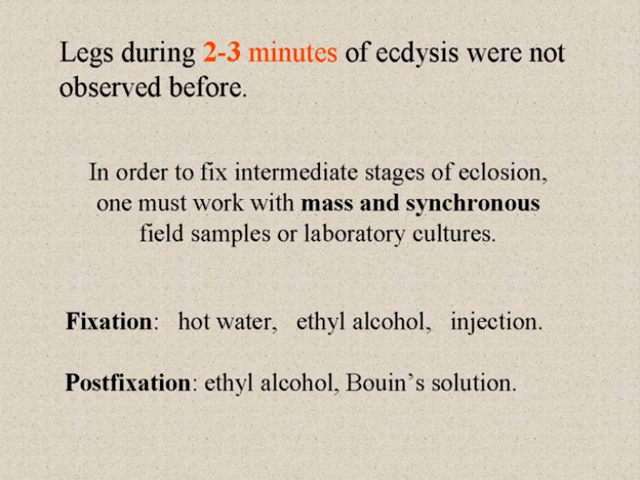 Legs during 2-3 minutes of ecdysis were not
observed before.
In order to fix intermediate stages of eclosion,
one must work with mass and synchronous
field samples or laboratory cultures.
Fixation: hot water, ethyl alcohol, injection.
Postfixation: ethyl alcohol, Bouin’s solution.